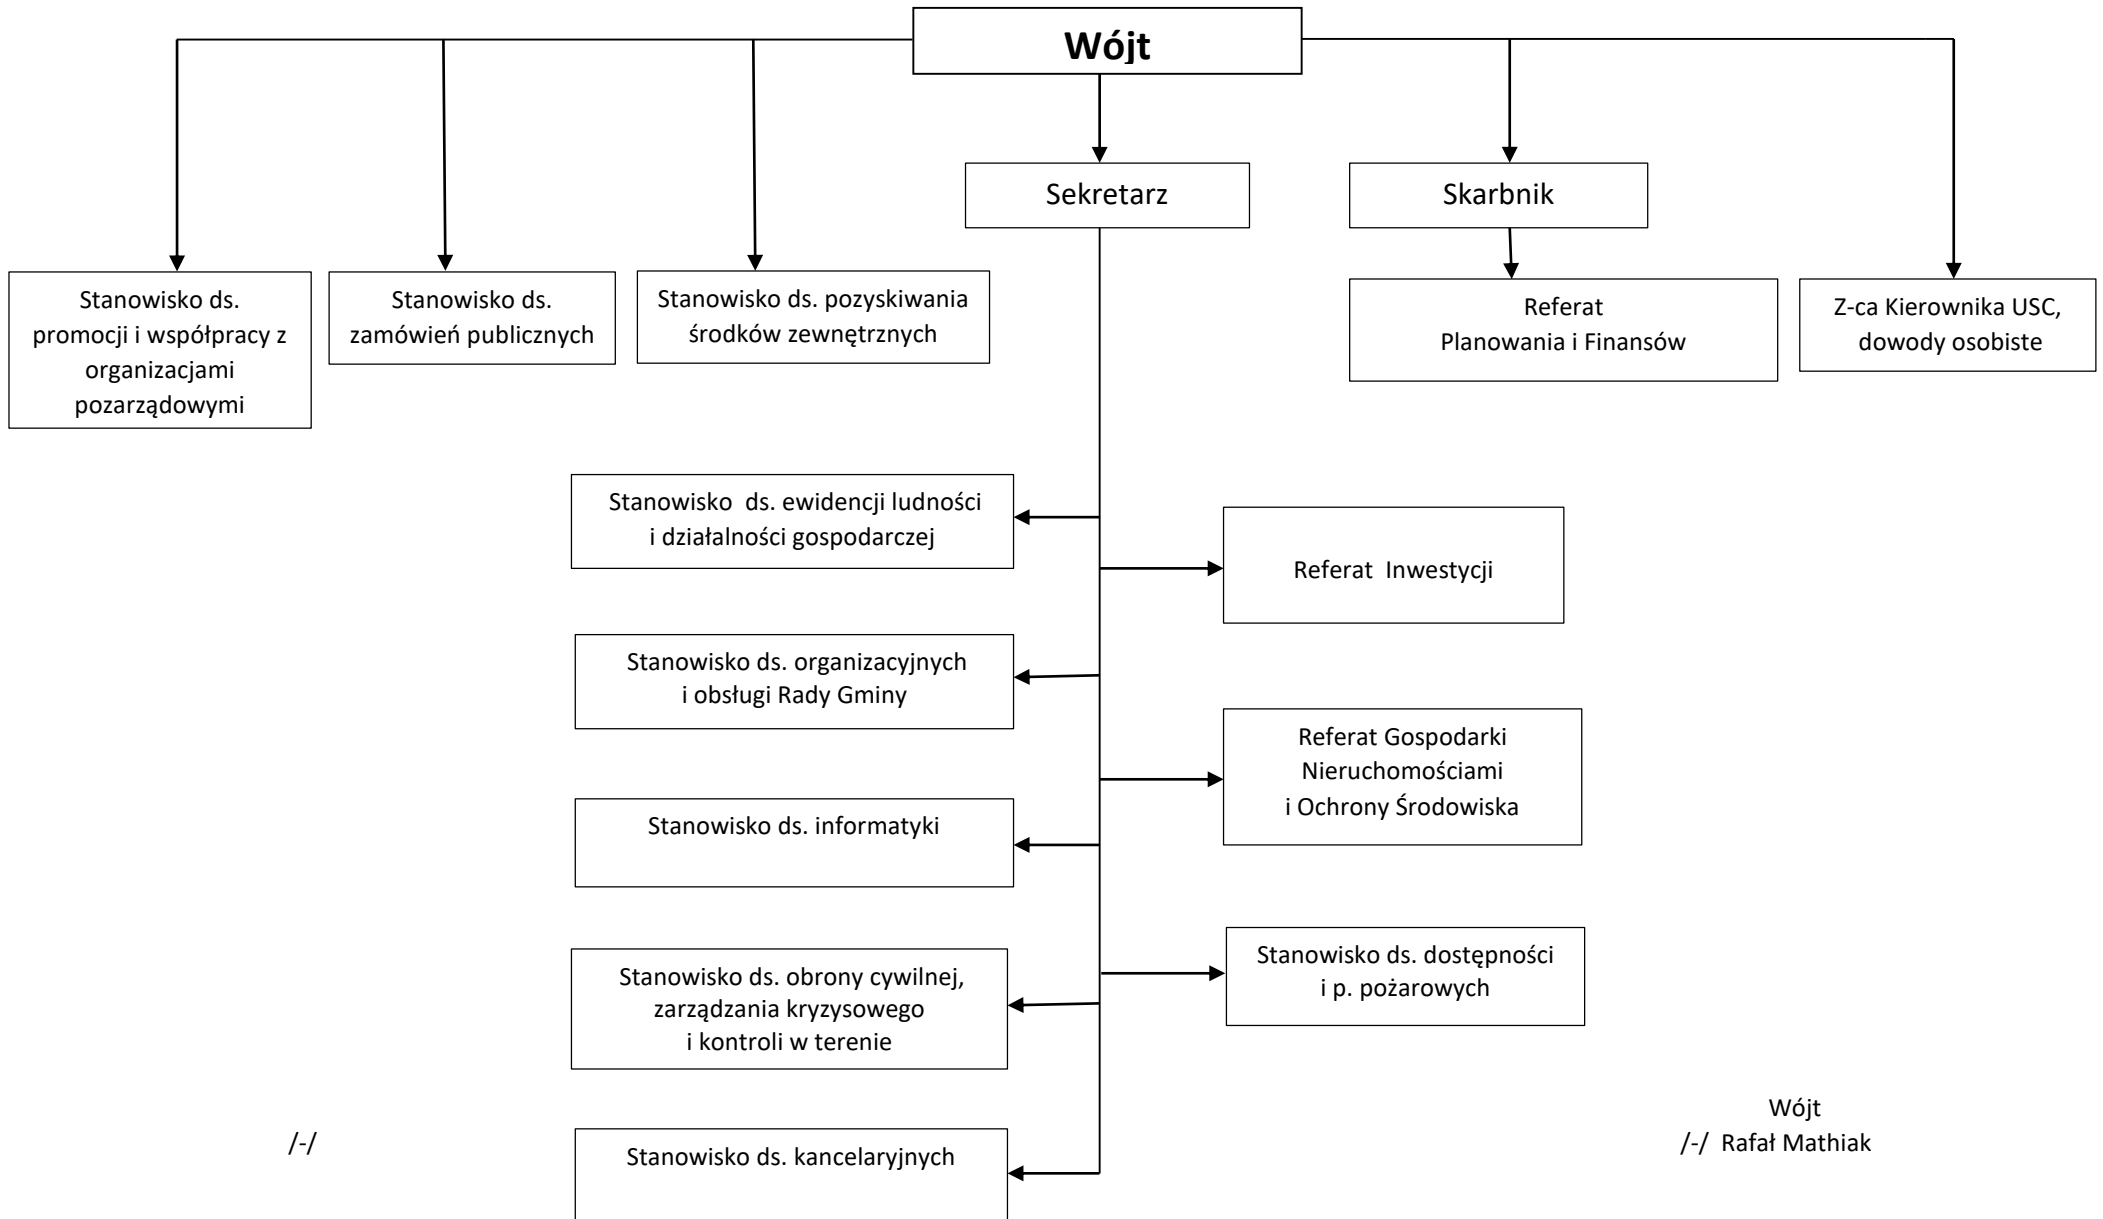 Wójt
Sekretarz
Skarbnik
Stanowisko ds.
promocji i współpracy z
organizacjami
pozarządowymi
Stanowisko ds.
zamówień publicznych
Stanowisko ds. pozyskiwania
środków zewnętrznych
Referat
Planowania i Finansów
Z-ca Kierownika USC,
dowody osobiste
Stanowisko ds. ewidencji ludności
i działalności gospodarczej
Referat Inwestycji
Stanowisko ds. organizacyjnych
i obsługi Rady Gminy
Referat Gospodarki
Nieruchomościami
i Ochrony Środowiska
Stanowisko ds. informatyki
Stanowisko ds. dostępności
i p. pożarowych
Stanowisko ds. obrony cywilnej,
zarządzania kryzysowego
i kontroli w terenie
Stanowisko ds. kancelaryjnych
/-/
Wójt
/-/ Rafał Mathiak